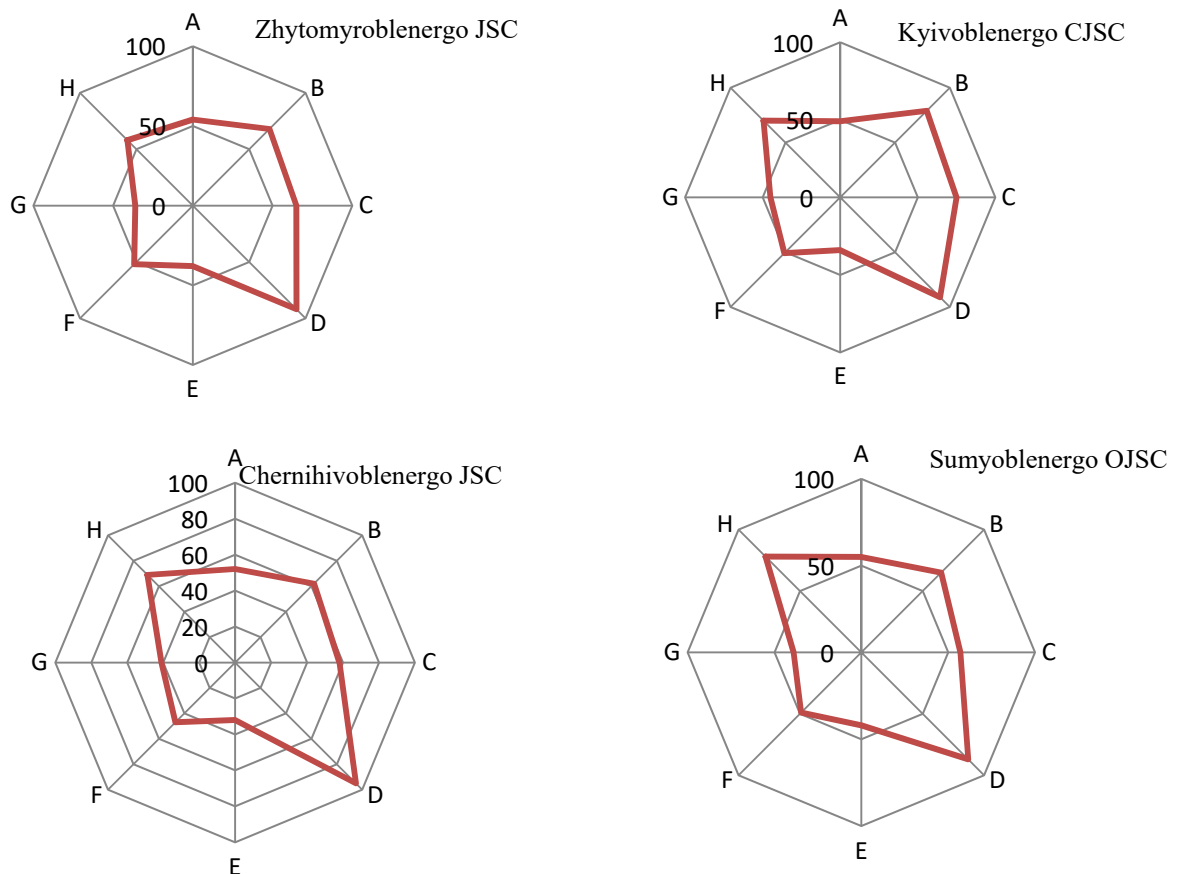 A
Zhytomyroblenergo JSC
100
H
B
50
G
0
C
F
D
E
A
Kyivoblenergo CJSC
100
H
B
50
G
0
C
F
D
E
A
Chernihivoblenergo JSC
100
H
B
80
60
40
20
G
0
C
F
D
E
A
Sumyoblenergo OJSC
100
H
B
50
G
0
C
F
D
E